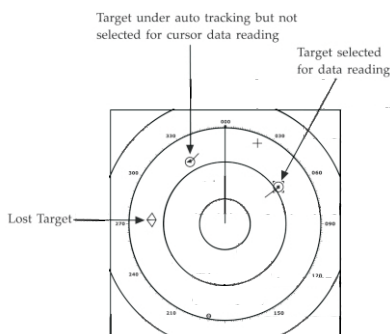 Target under auto tracking but not
selected for cursor data reading
Target selected
for data reading
000
330
030
300
060
Lost Target
270
090
240
120
210
150